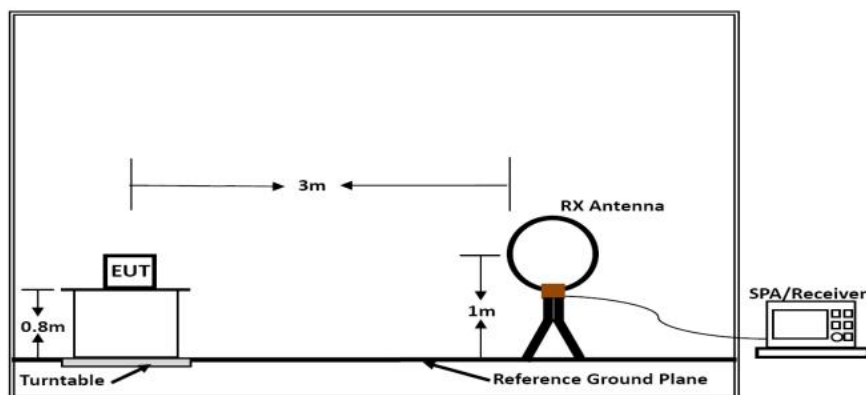 3m
RX Antenna
EUT
SPA/Receiver
0.8m
1m
Turntable
Reference Ground Plane